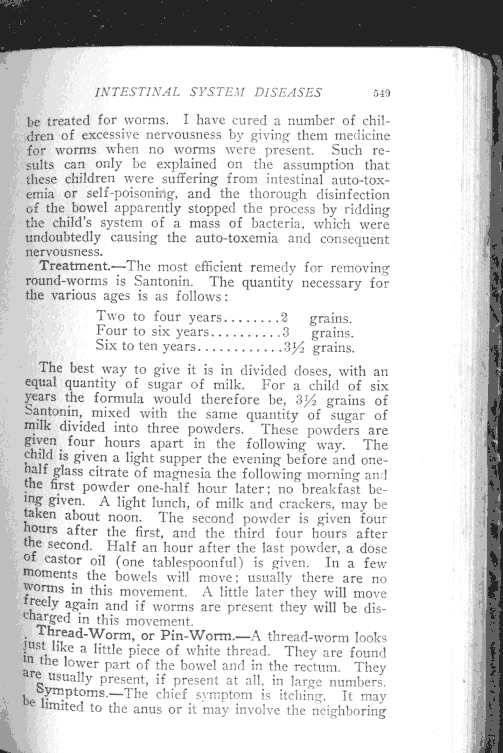 INTESTINAL SYSTEM DISEASES 549
be treated for worms. I have cured a number of chil-
dren of excessive nervousness by giving them medicine
for worms when no worms were present. Such re-
sults can only be explained on the assumption that
these children were suffering from intestinal auto-tox-
emia or self-poisoning, and the thorough disinfection
of the bowel apparently stopped the process by ridding
the child's system of a mass of bacteria, which were
undoubtedly causing the auto-toxemia and consequent
nervousness.
Treatment.—The most efficient remedy for removing
round-worms is Santonin. The quantity necessary for
the various ages is as follows:
Two to four years........2 grains.
Four to six years..........3 grains.
Six to ten years............3½ grains.
The best way to give it is in divided doses, with an
equal quantity of sugar of milk. For a child of six
years the formula would therefore be, 3½ grains of
Santonin, mixed with the same quantity of sugar of
milk divided into three powders. These powders are
given four hours apart in the following way. The
child is given a light supper the evening before and one-
half glass citrate of magnesia the following morning and
the first powder one-half hour later; no breakfast be-
ing given. A light lunch, of milk and crackers, may be
taken about noon. The second powder is given four
hours after the first, and the third four hours after
the second. Half an hour after the last powder, a dose
of castor oil (one tablespoonful) is given. In a few
moments the bowels will move; usually there are no
worms in this movement. A little later they will move
freely again and if worms are present they will be dis-
charged in this movement.
Thread-Worm, or Pin-Worm.—A thread-worm looks
just like a little piece of white thread. They are found
in the lower part of the bowel and in the rectum. They
are usually present, if present at all, in large numbers.
Symptoms.—The chief symptom is itching. It may
be limited to the anus or it may involve the neighboring